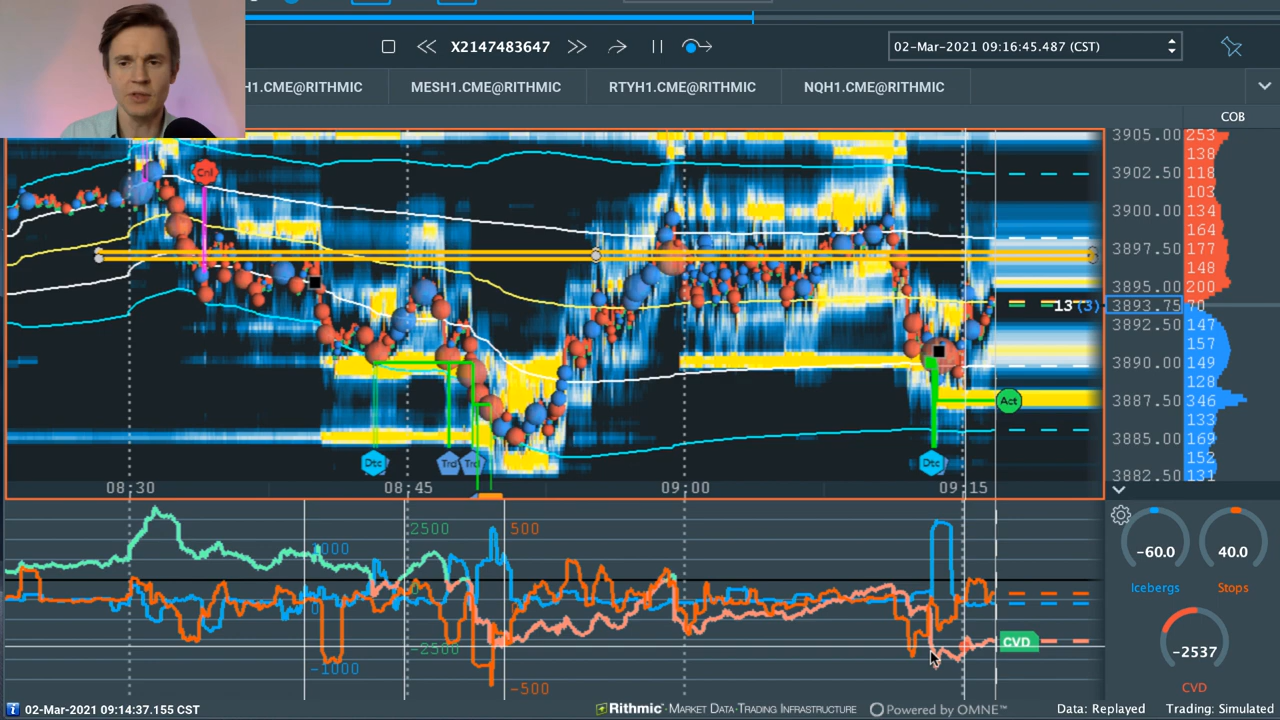 X2147483647
02-Mar-2021 09:16:45.487 (CST)
H1.CME@RITHMIC
MESH1.CME@RITHMIC
RTYH1.CME@RITHMIC
NQH1.CME@RITHMIC
COB
3905.00 253
138
3902.50 118
103
3900.00 134
164
3897.50 177
148
3895.00 200
13 (3) 3893.75 70
3892.50 147
157
3890.00 149
128
3887.50 346
133
3885.00 169
152
3882.50 131
Cnl
Act
Dtc
Trd
Trd
Dtc
08:30
08:45
09:00
09:15
2500
500
1000
0
0
-2500
-1000
-500
CVD
-60.0
40.0
Icebergs
Stops
-2537
CVD
02-Mar-2021 09:14:37.155 CST
Rithmic® · Market Data·Trading Infrastructure
Powered by OMNE™
Data: Replayed
Trading: Simulated